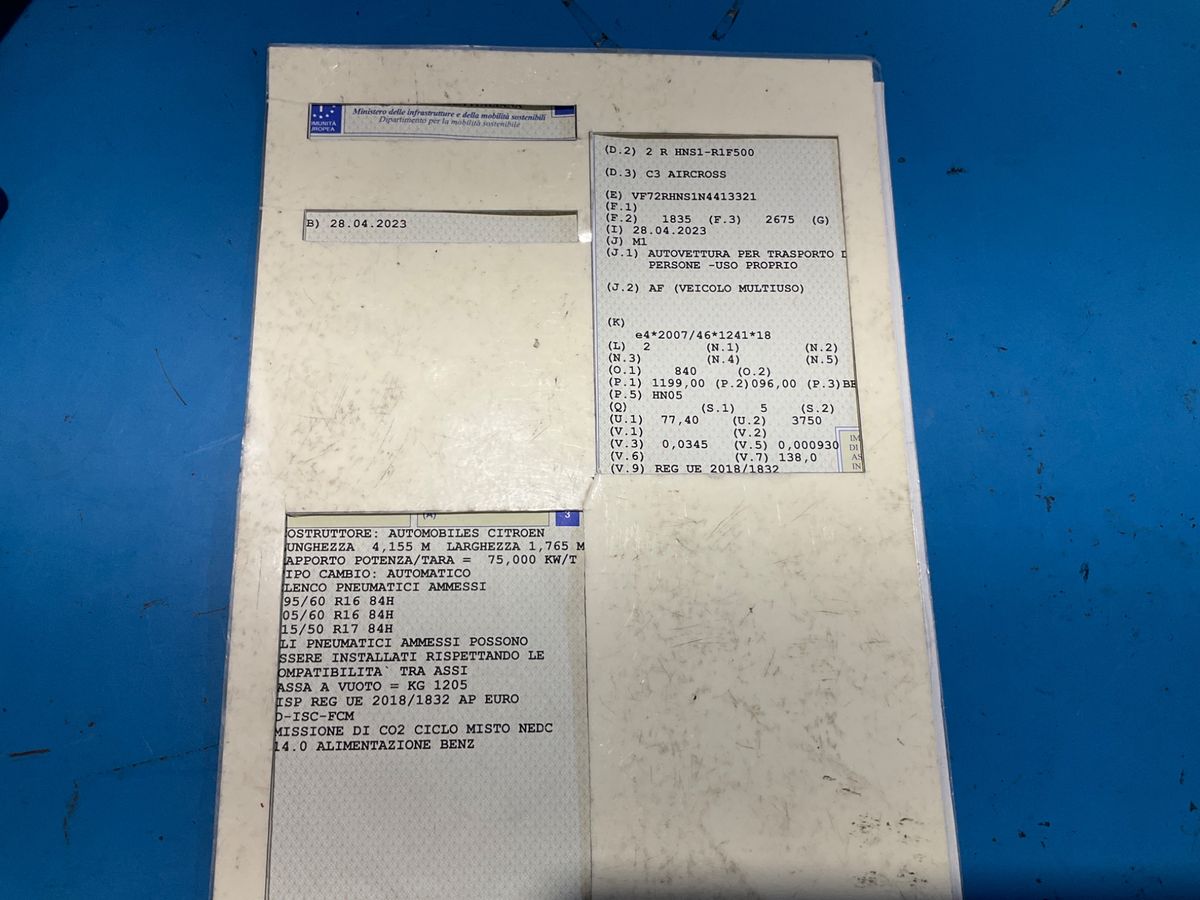 MUNITÀ
UROPEA
Ministero delle infrastrutture e della mobilità sostenibili
Dipartimento per la mobilità sostenibile
B) 28.04.2023
(D.2) 2 R HNS1-R1F500
(D.3) C3 AIRCROSS
(E) VF72RHNS1N4413321
(F.1)
(F.2) 1835 (F.3) 2675 (G)
(I) 28.04.2023
(J) M1
(J.1) AUTOVETTURA PER TRASPORTO D
PERSONE -USO PROPRIO
(J.2) AF (VEICOLO MULTIUSO)
(K)
e4*2007/46*1241*18
(L) 2 (N.1) (N.2)
(N.3) (N.4) (N.5)
(O.1) 840 (O.2)
(P.1) 1199,00 (P.2)096,00 (P.3)BE
(P.5) HN05
(Q) (S.1) 5 (S.2)
(U.1) 77,40 (U.2) 3750
(V.1) (V.2)
(V.3) 0,0345 (V.5) 0,000930
(V.6) (V.7) 138,0
(V.9) REG UE 2018/1832
IM
DI
AS
IN
(A)
3
OSTRUTTORE: AUTOMOBILES CITROEN
UNGHEZZA 4,155 M LARGHEZZA 1,765 M
APPORTO POTENZA/TARA = 75,000 KW/T
IPO CAMBIO: AUTOMATICO
LENCO PNEUMATICI AMMESSI
95/60 R16 84H
05/60 R16 84H
15/50 R17 84H
LI PNEUMATICI AMMESSI POSSONO
SSERE INSTALLATI RISPETTANDO LE
OMPATIBILITA` TRA ASSI
ASSA A VUOTO = KG 1205
ISP REG UE 2018/1832 AP EURO
D-ISC-FCM
MISSIONE DI CO2 CICLO MISTO NEDC
14.0 ALIMENTAZIONE BENZ